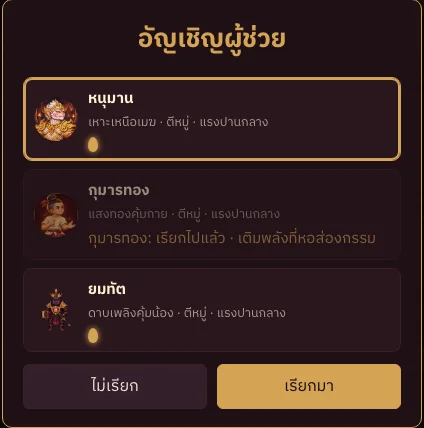 อัญเชิญผู้ช่วย
หนุมาน
เหาะเหนือเมฆ · ตีหมู่ · แรงปานกลาง
กุมารทอง
แสงทองคุ้มกาย · ตีหมู่ · แรงปานกลาง
กุมารทอง: เรียกไปแล้ว · เติมพลังที่หอส่องกรรม
ยมทัต
ดาบเพลิงคุ้มน้อง · ตีหมู่ · แรงปานกลาง
ไม่เรียก
เรียกมา